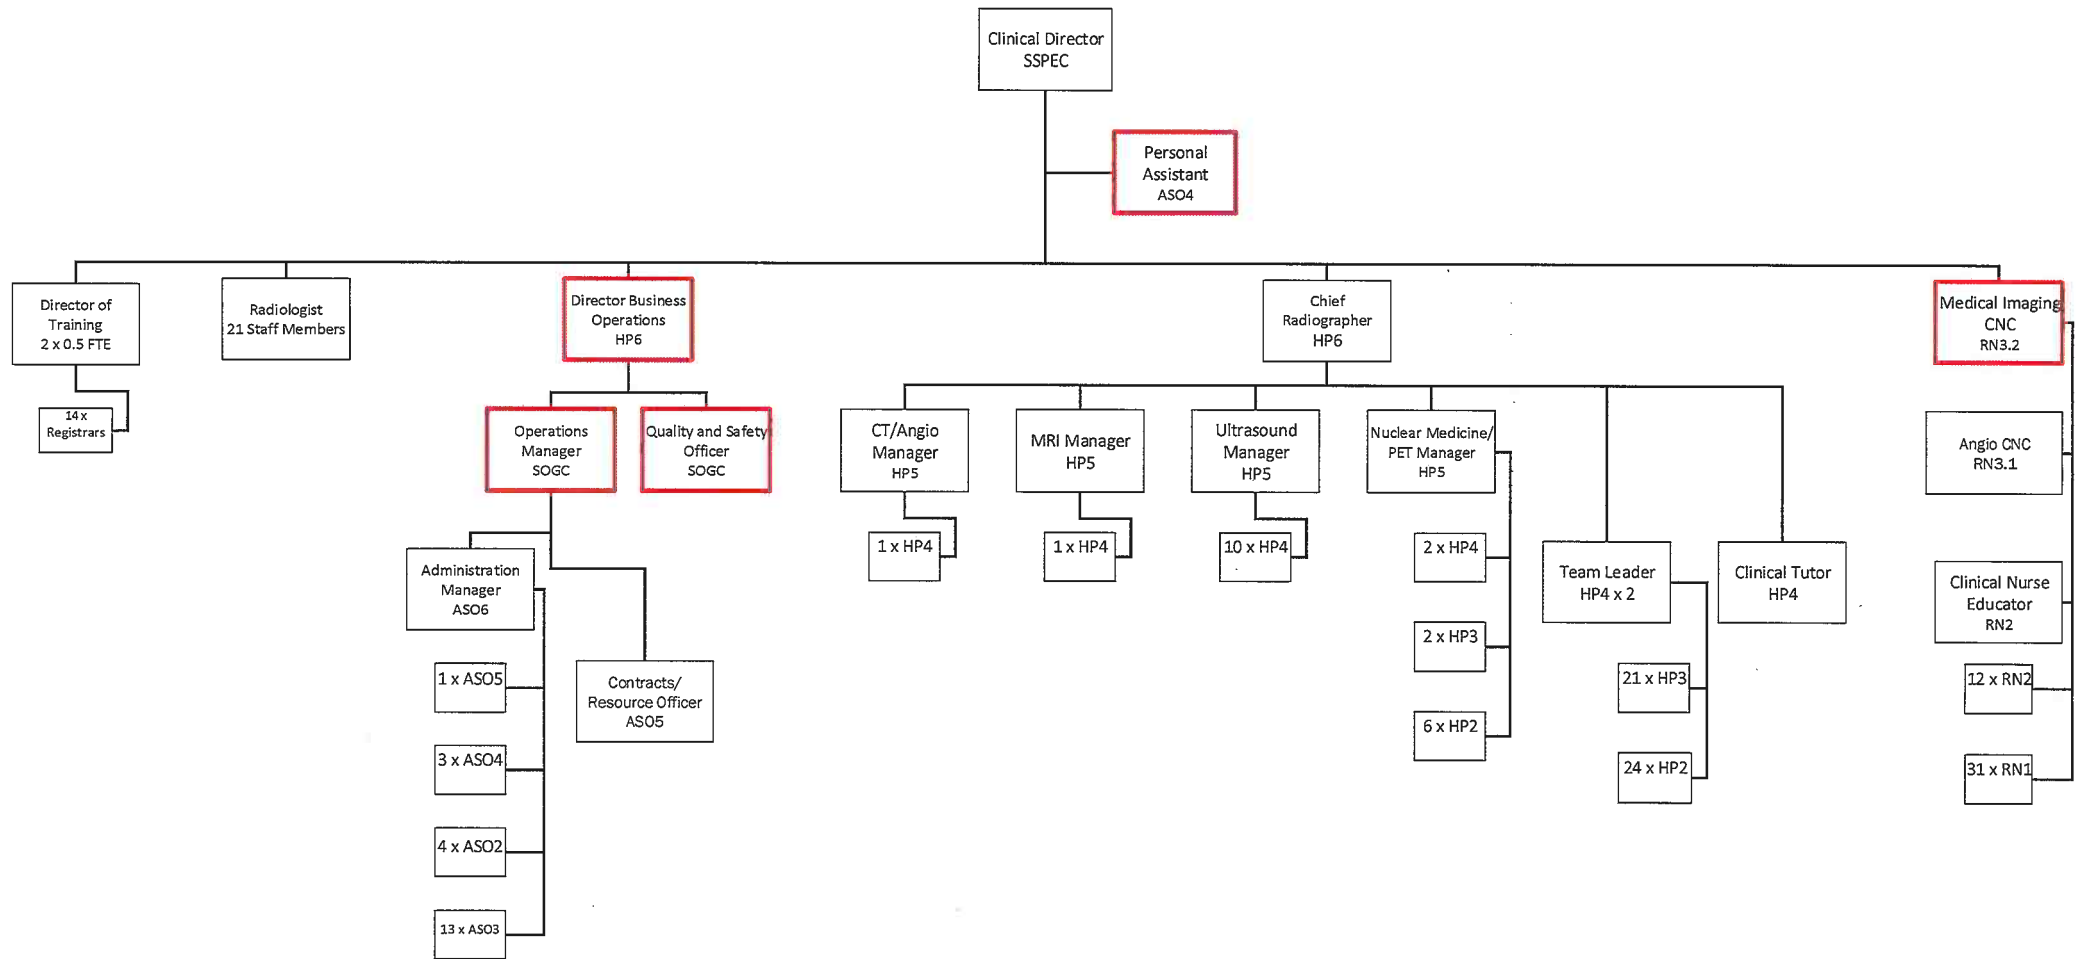 Clinical Director
SSPEC
Personal
Assistant
ASO4
Director of
Training
2 x 0.5 FTE
14 x
Registrars
Radiologist
21 Staff Members
Director Business
Operations
HP6
Operations
Manager
SOGC
Quality and Safety
Officer
SOGC
Administration
Manager
ASO6
1 x ASO5
3 x ASO4
4 x ASO2
13 x ASO3
Contracts/
Resource Officer
ASO5
Chief
Radiographer
HP6
CT/Angio
Manager
HP5
1 x HP4
MRI Manager
HP5
1 x HP4
Ultrasound
Manager
HP5
10 x HP4
Nuclear Medicine/
PET Manager
HP5
2 x HP4
2 x HP3
6 x HP2
Team Leader
HP4 x 2
21 x HP3
24 x HP2
Clinical Tutor
HP4
Medical Imaging
CNC
RN3.2
Angio CNC
RN3.1
Clinical Nurse
Educator
RN2
12 x RN2
31 x RN1